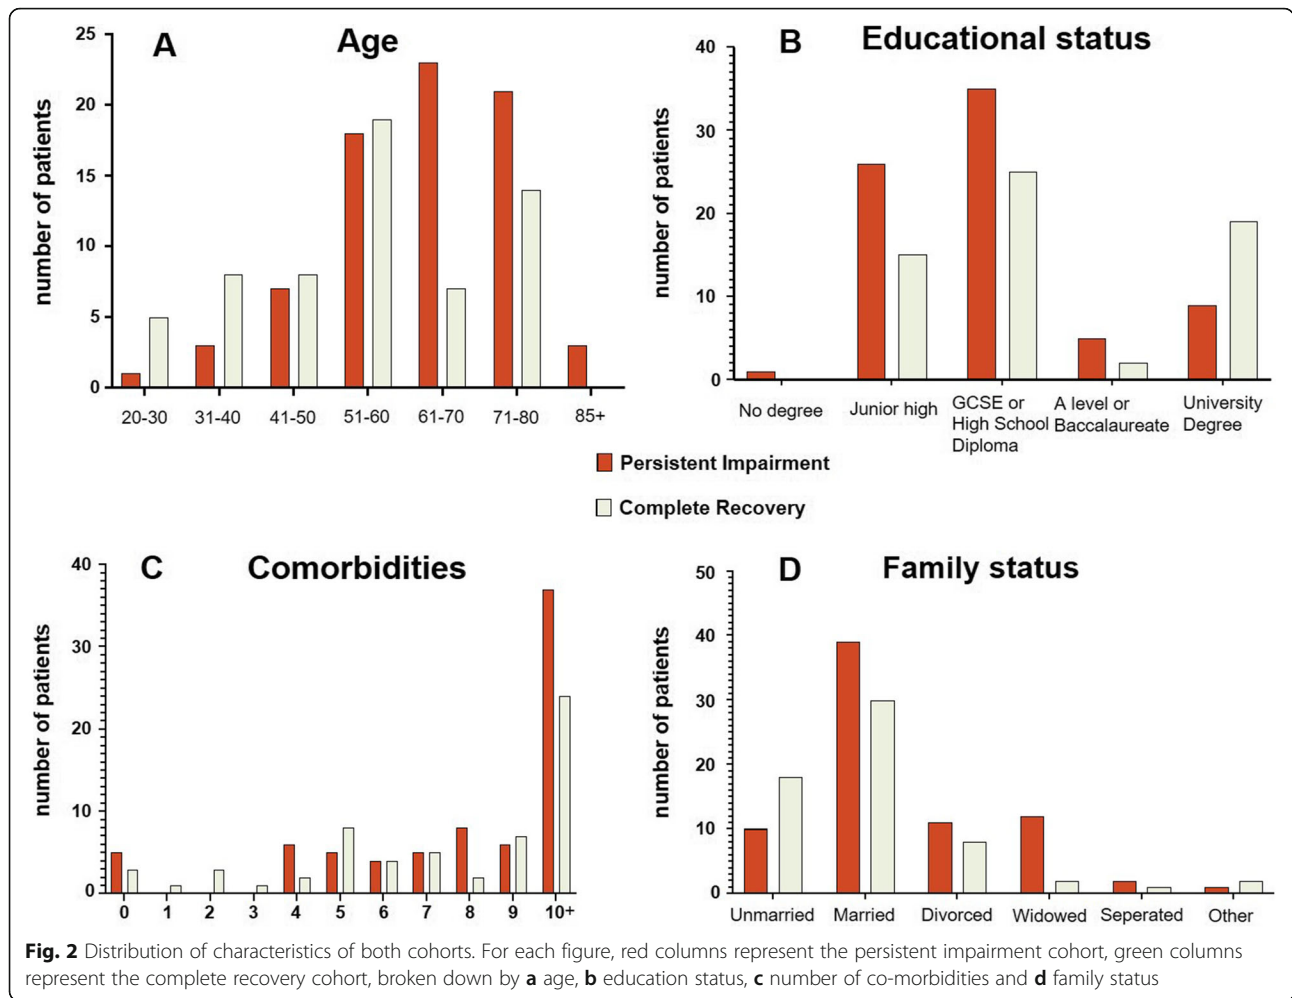 A Age
number of patients
25
20
15
10
5
0
20-30 31-40 41-50 51-60 61-70 71-80 85+
B Educational status
number of patients
40
30
20
10
0
No degree
Junior high
GCSE or
High School
Diploma
A level or
Baccalaureate
University
Degree
Persistent Impairment
Complete Recovery
C Comorbidities
number of patients
40
30
20
10
0
0 1 2 3 4 5 6 7 8 9 10+
D Family status
number of patients
50
40
30
20
10
0
Unmarried Married Divorced Widowed Seperated Other
Fig. 2 Distribution of characteristics of both cohorts. For each figure, red columns represent the persistent impairment cohort, green columns
represent the complete recovery cohort, broken down by a age, b education status, c number of co-morbidities and d family status